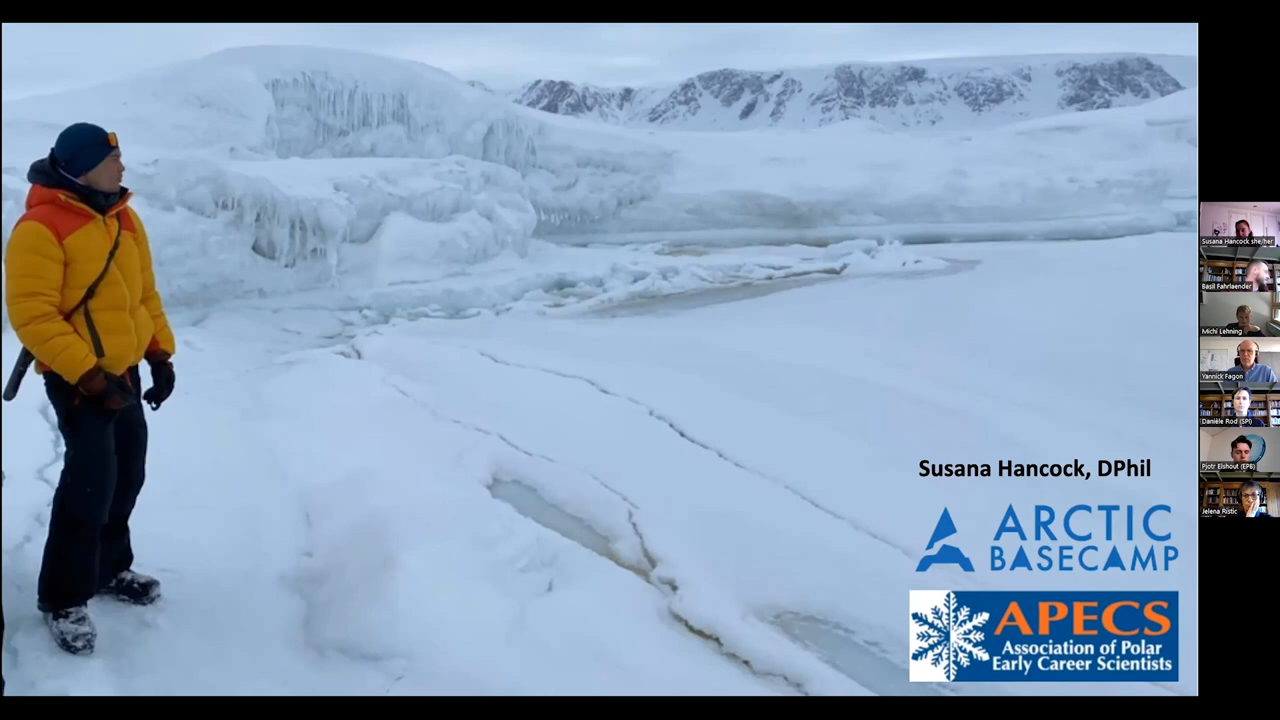 Susana Hancock, DPhil
ARCTIC
BASECAMP
APECS
Association of Polar
Early Career Scientists
Susana Hancock she/her
Basil Fahrlaender
Michi Lehning
Yannick Fagon
Danièle Rod (SPI)
Pjotr Elshout (EPB)
Jelena Ristic